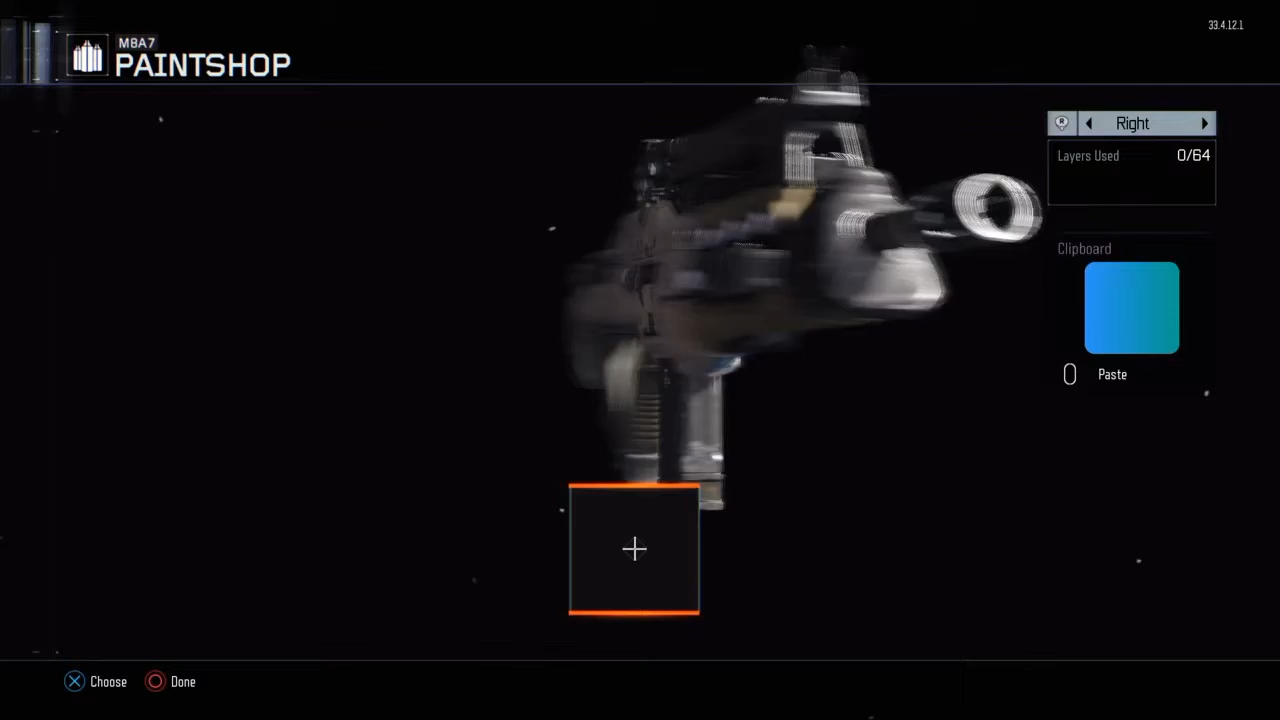 M8A7
PAINTSHOP
33.4.12.1
R
Right
Layers Used 0/64
Clipboard
Paste
Choose
Done